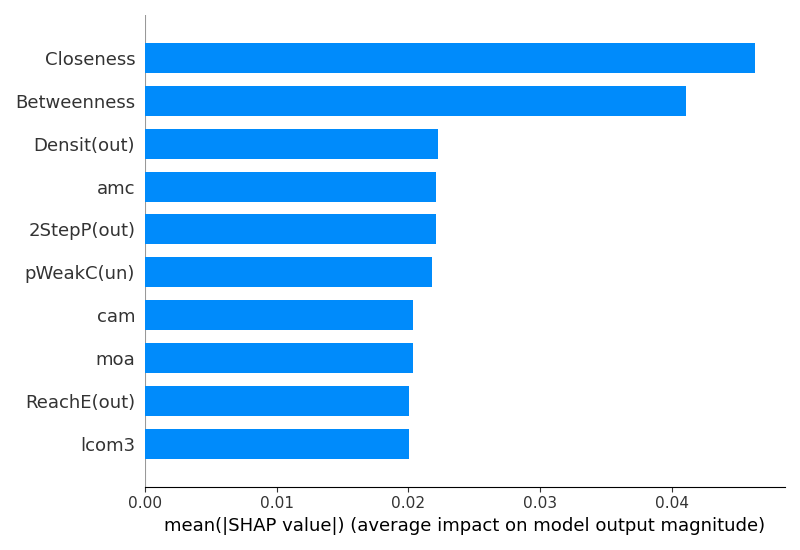 Closeness
Betweenness
Densit(out)
amc
2StepP(out)
pWeakC(un)
cam
moa
ReachE(out)
lcom3
0.00 0.01 0.02 0.03 0.04
mean(|SHAP value|) (average impact on model output magnitude)